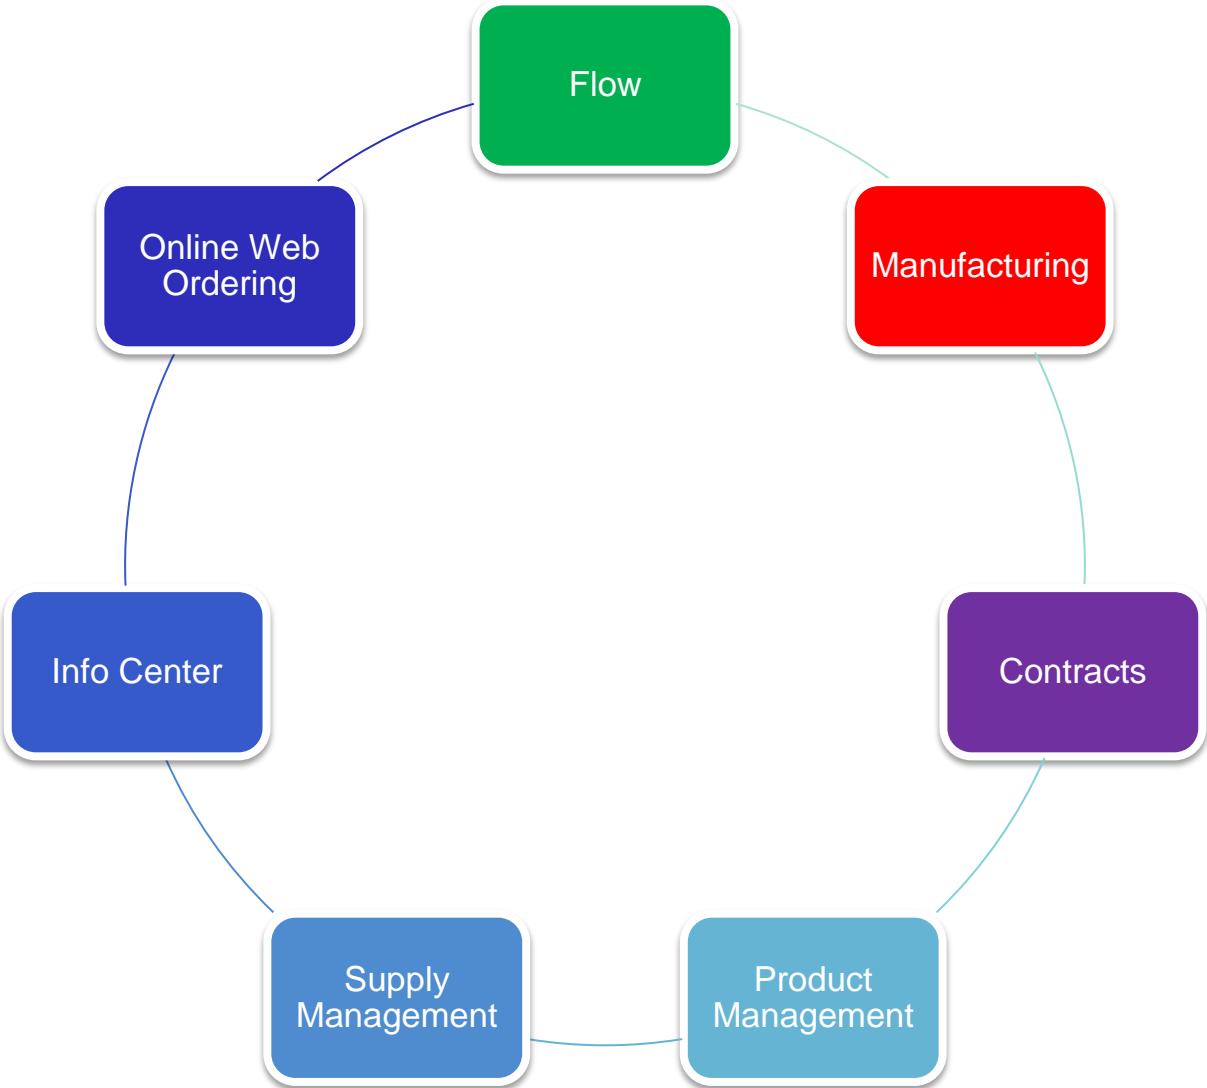 Flow
Manufacturing
Contracts
Product
Management
Supply
Management
Info Center
Online Web
Ordering